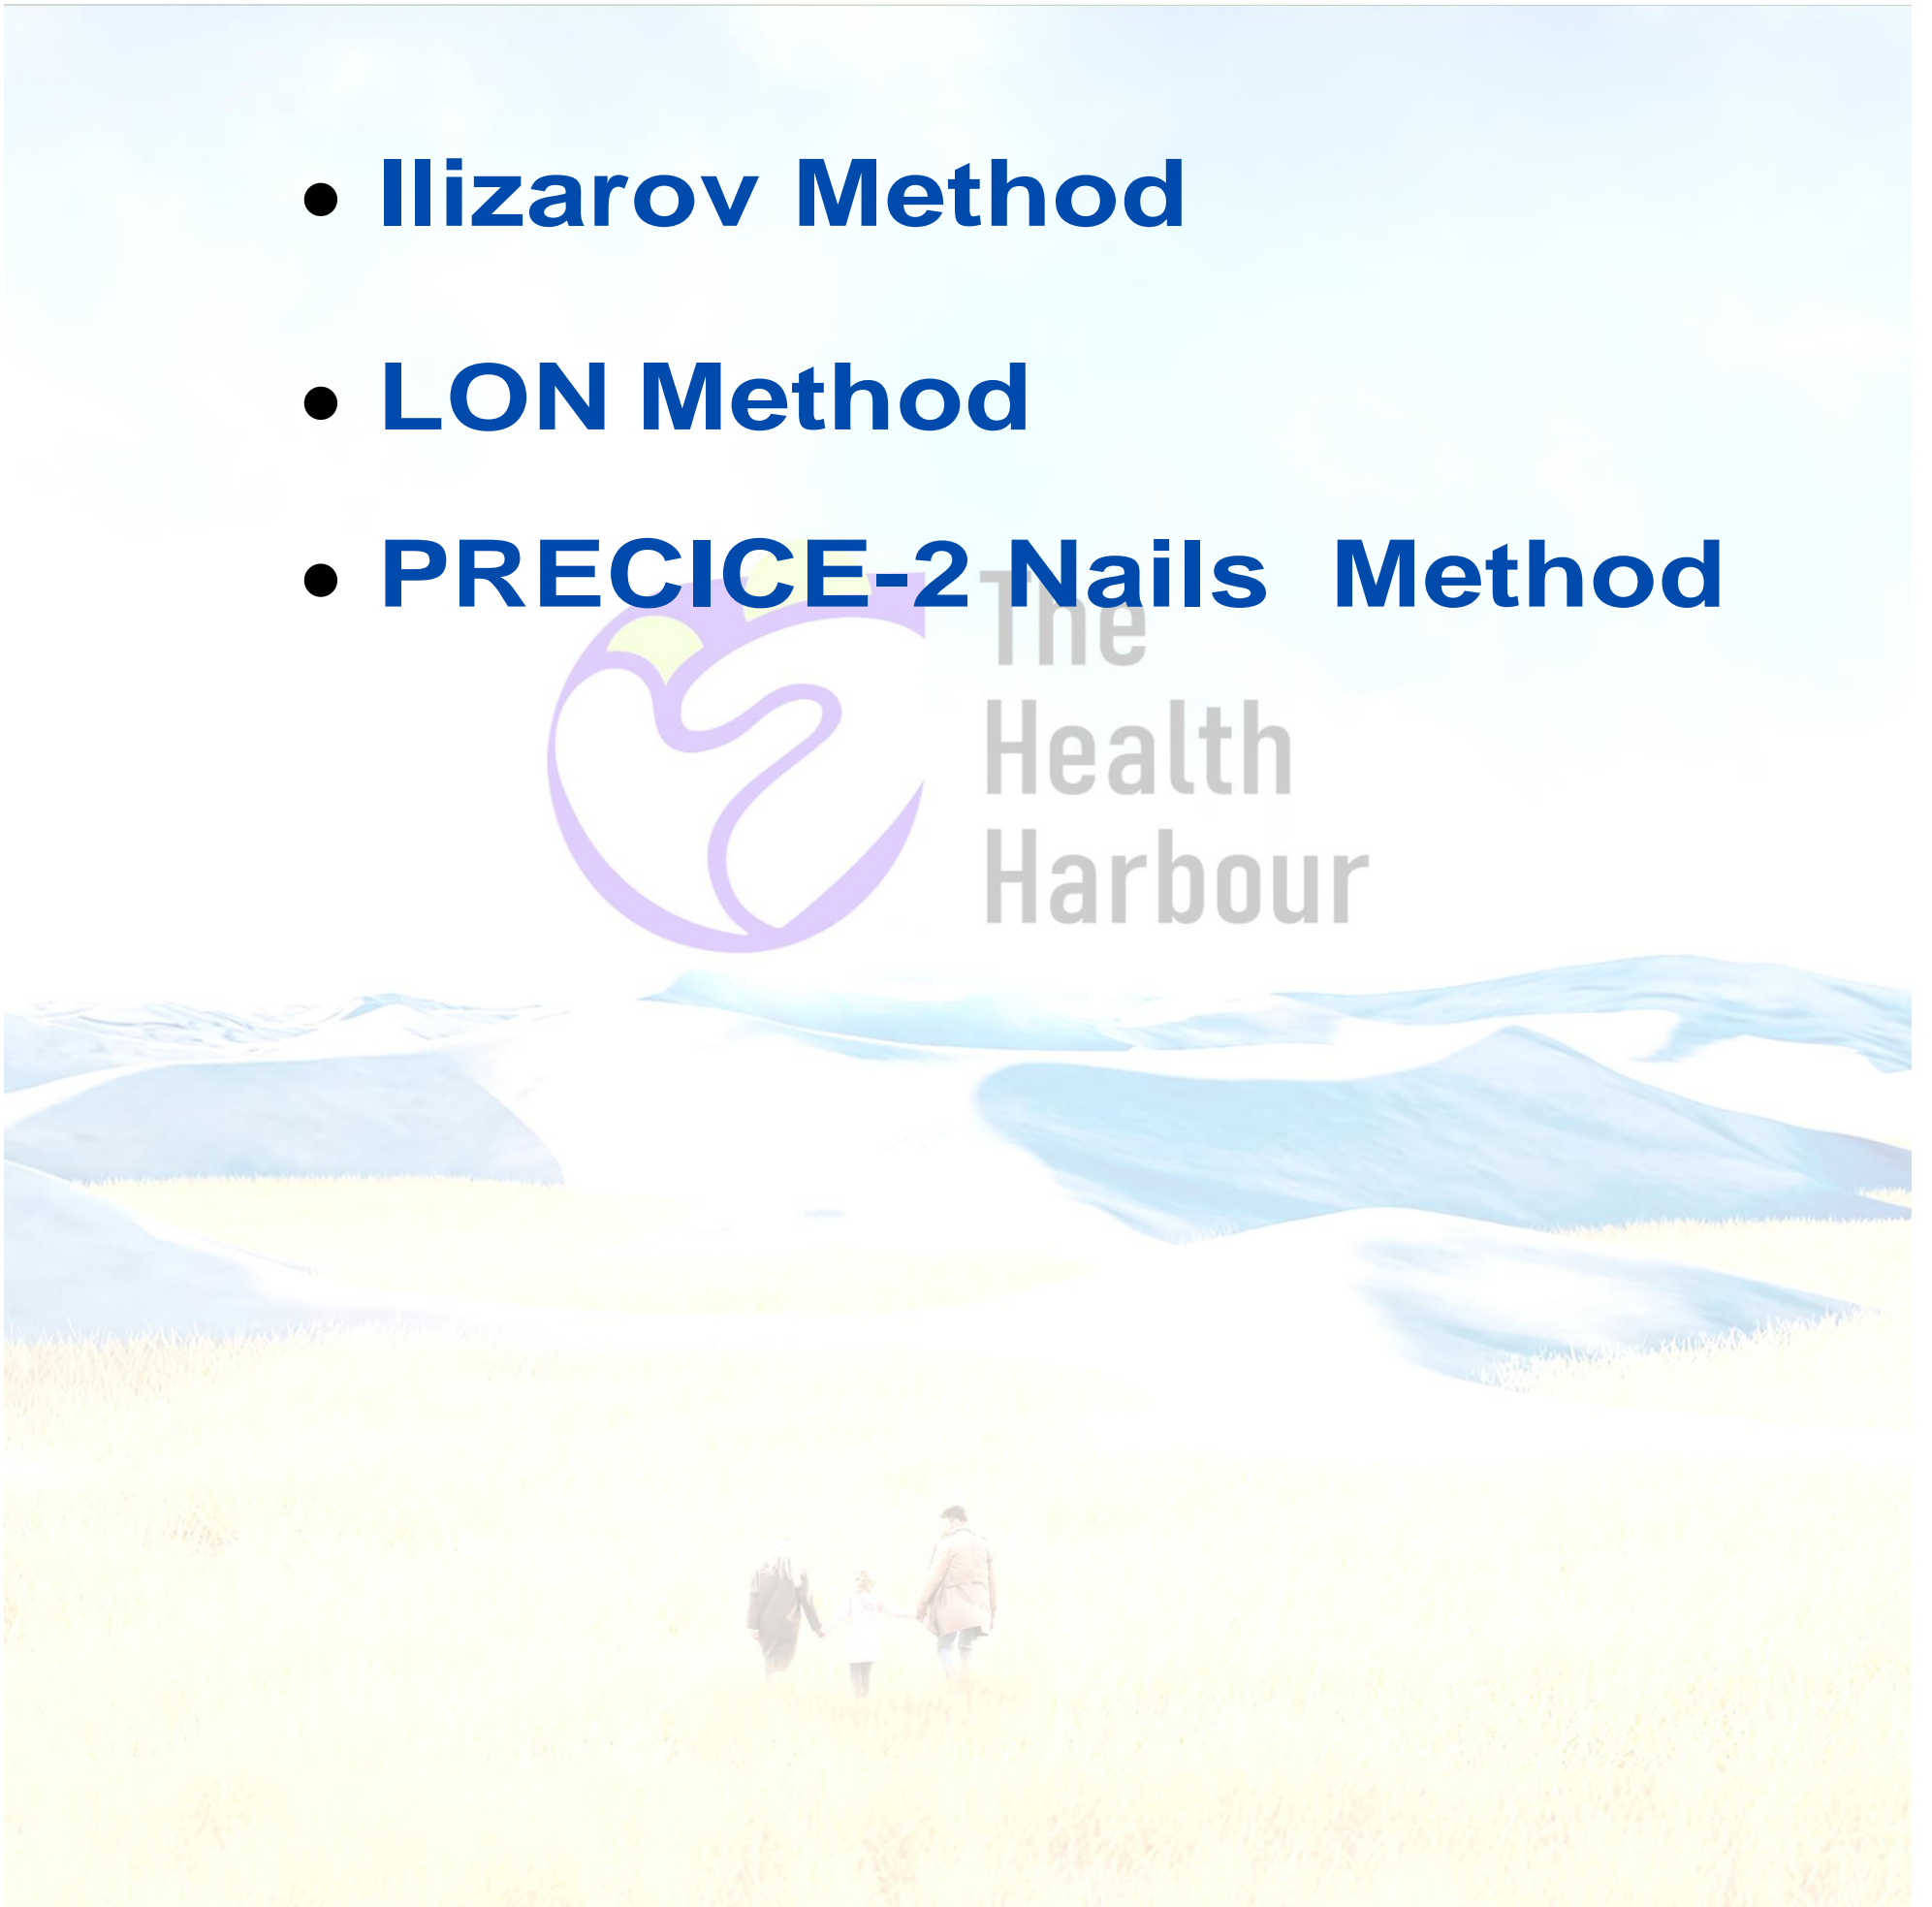 • Ilizarov Method
• LON Method
• PRECICE-2 Nails Method
The
Health
Harbour